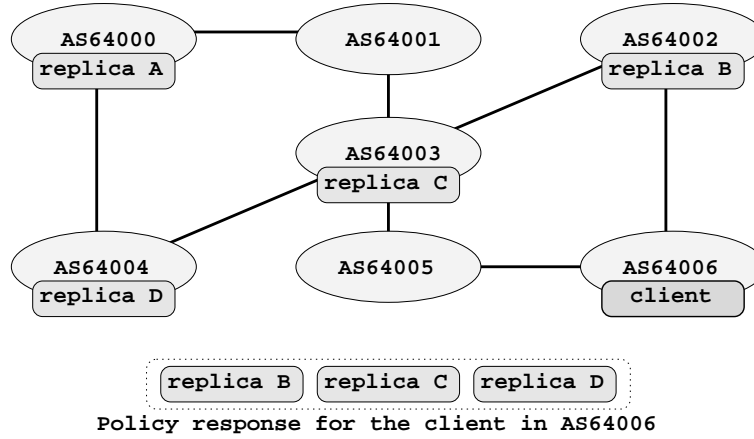 AS64000
replica A
AS64001
AS64002
replica B
AS64003
replica C
AS64004
replica D
AS64005
AS64006
client
replica B replica C replica D
Policy response for the client in AS64006